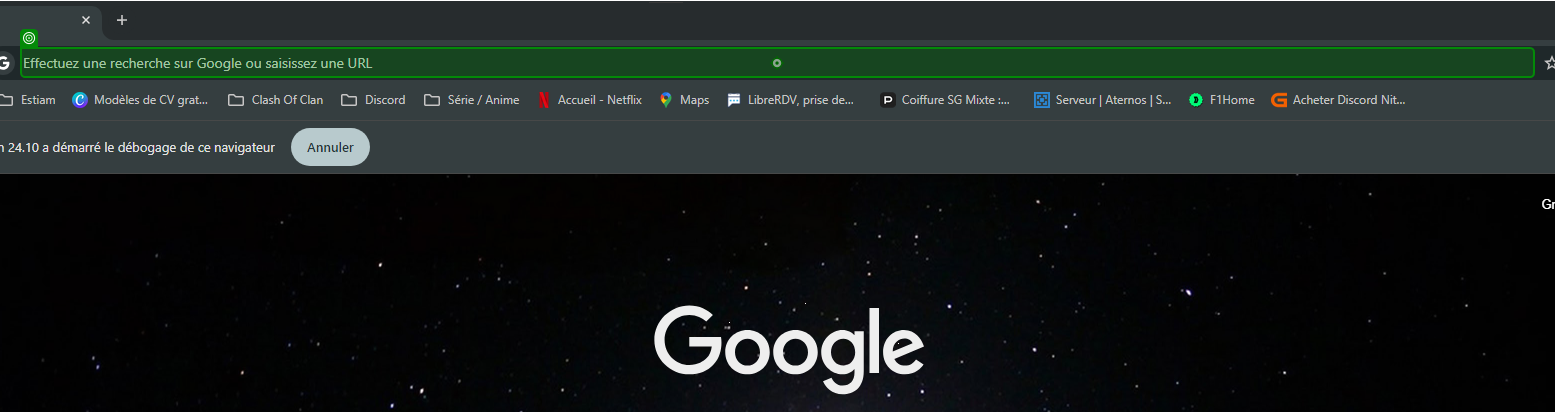 Effectuez une recherche sur Google ou saisissez une URL
Estiam Modèles de CV grat... Clash Of Clan Discord Série / Anime Accueil - Netflix Maps LibreRDV, prise de... Coiffure SG Mixte :... Serveur | Aternos | S... F1Home Acheter Discord Nit...
n 24.10 a démarré le débogage de ce navigateur Annuler
Gr
Google